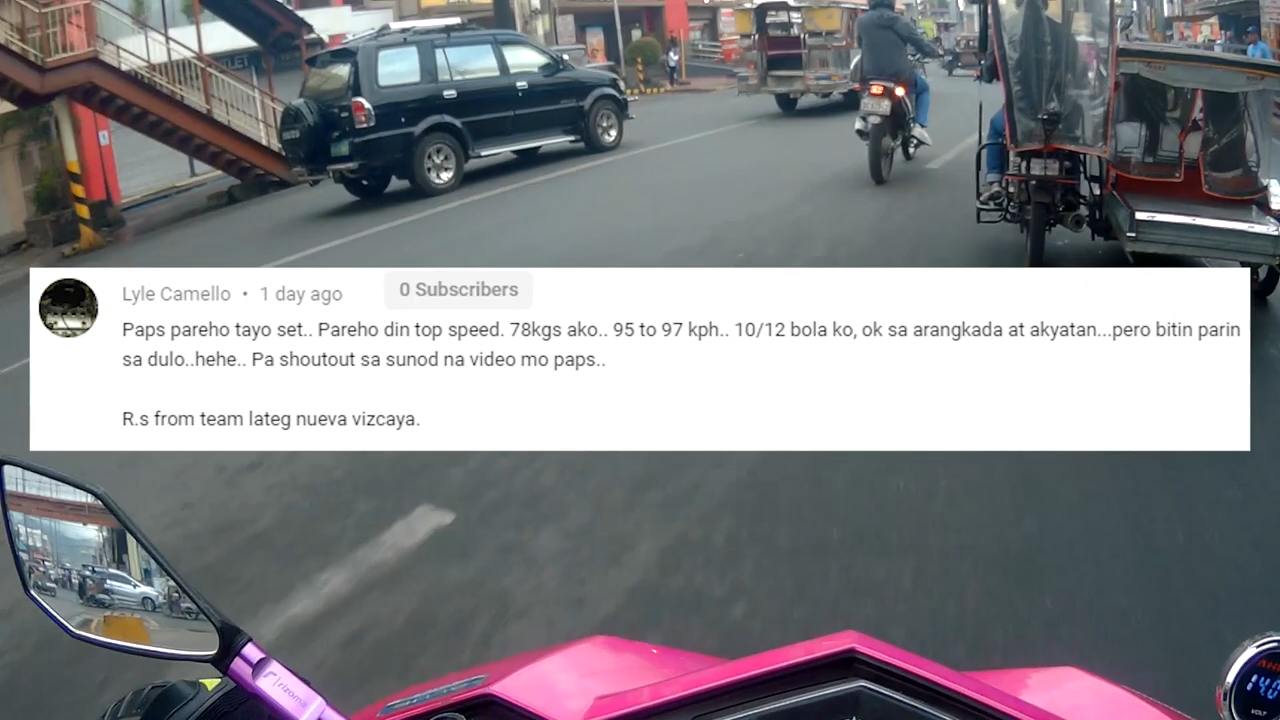 Lyle Camello • 1 day ago
0 Subscribers
Paps pareho tayo set.. Pareho din top speed. 78kgs ako.. 95 to 97 kph.. 10/12 bola ko, ok sa arangkada at akyatan...pero bitin parin
sa dulo..hehe.. Pa shoutout sa sunod na video mo paps..
R.s from team lateg nueva vizcaya.
rizoma
VOLT